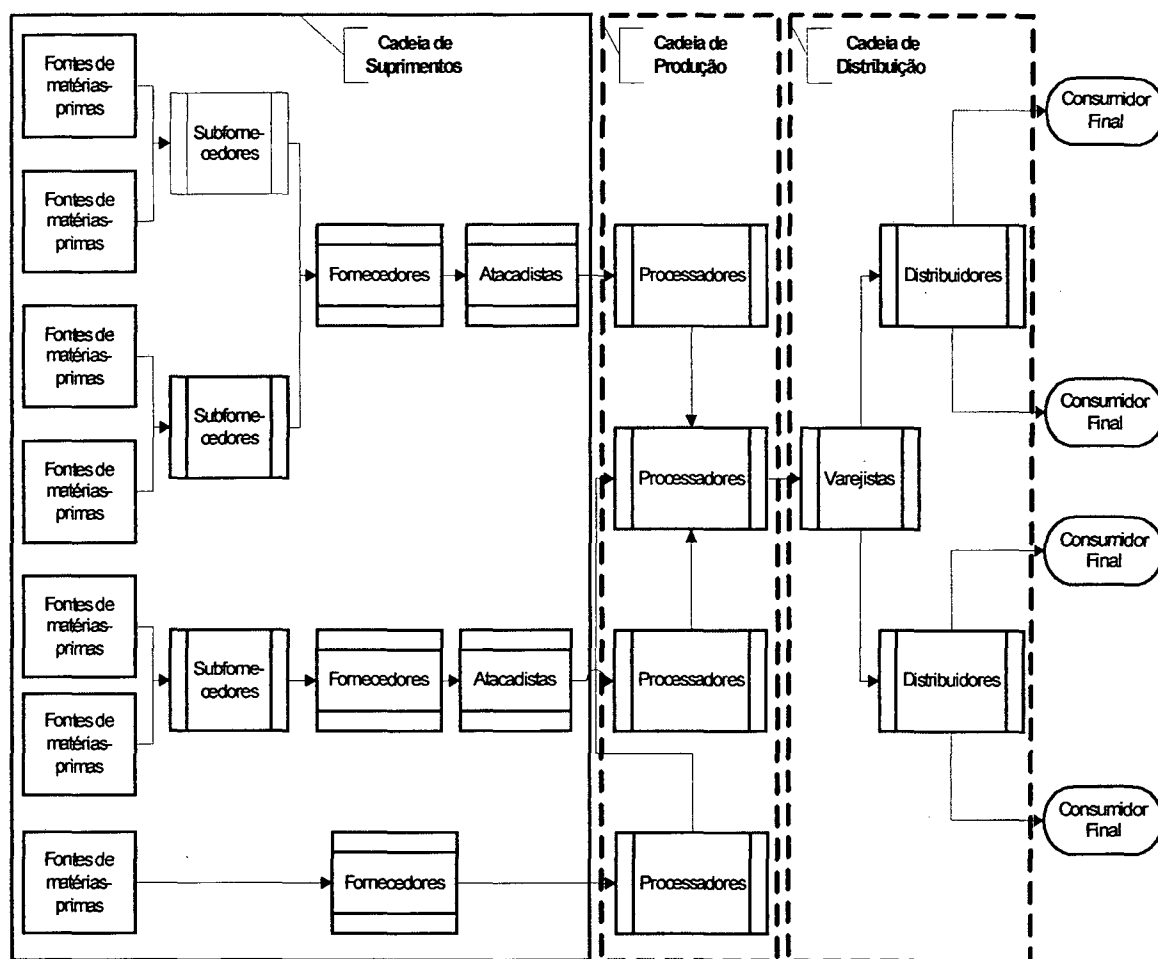 Cadeia de
Suprimentos
Cadeia de
Produção
Cadeia de
Distribuição
Fontes de
matérias-
primas
Subforne-
cedores
Consumidor
Final
Fontes de
matérias-
primas
Fornecedores
Atacadistas
Processadores
Distribuidores
Fontes de
matérias-
primas
Subforne-
cedores
Consumidor
Final
Fontes de
matérias-
primas
Processadores
Varejistas
Consumidor
Final
Fontes de
matérias-
primas
Subforne-
cedores
Fornecedores
Atacadistas
Processadores
Distribuidores
Fontes de
matérias-
primas
Consumidor
Final
Fontes de
matérias-
primas
Fornecedores
Processadores